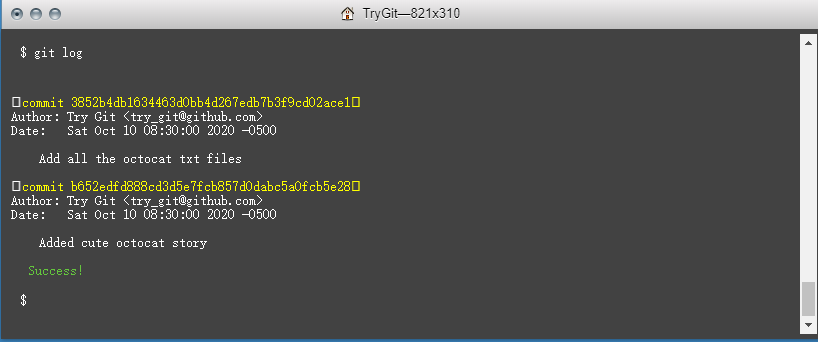 TryGit—821x310
$ git log
commit 3852b4db1634463d0bb4d267edb7b3f9cd02ace1
Author: Try Git <try_git@github.com>
Date:   Sat Oct 10 08:30:00 2020 -0500
Add all the octocat txt files
commit b652edfd888cd3d5e7fcb857d0dabc5a0fcb5e28
Author: Try Git <try_git@github.com>
Date:   Sat Oct 10 08:30:00 2020 -0500
Added cute octocat story
Success!
$